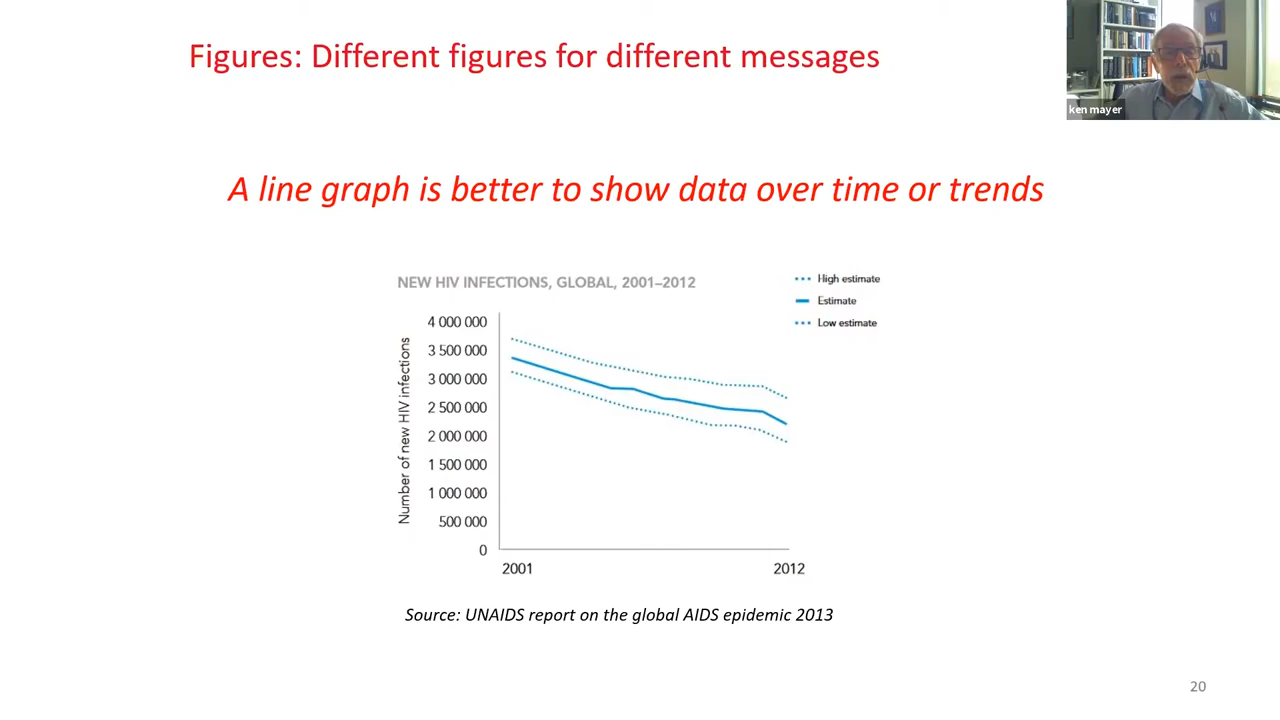 Figures: Different figures for different messages
ken mayer
A line graph is better to show data over time or trends
NEW HIV INFECTIONS, GLOBAL, 2001–2012
High estimate
Estimate
Low estimate
Number of new HIV infections
4 000 000
3 500 000
3 000 000
2 500 000
2 000 000
1 500 000
1 000 000
500 000
0
2001
2012
Source: UNAIDS report on the global AIDS epidemic 2013
20